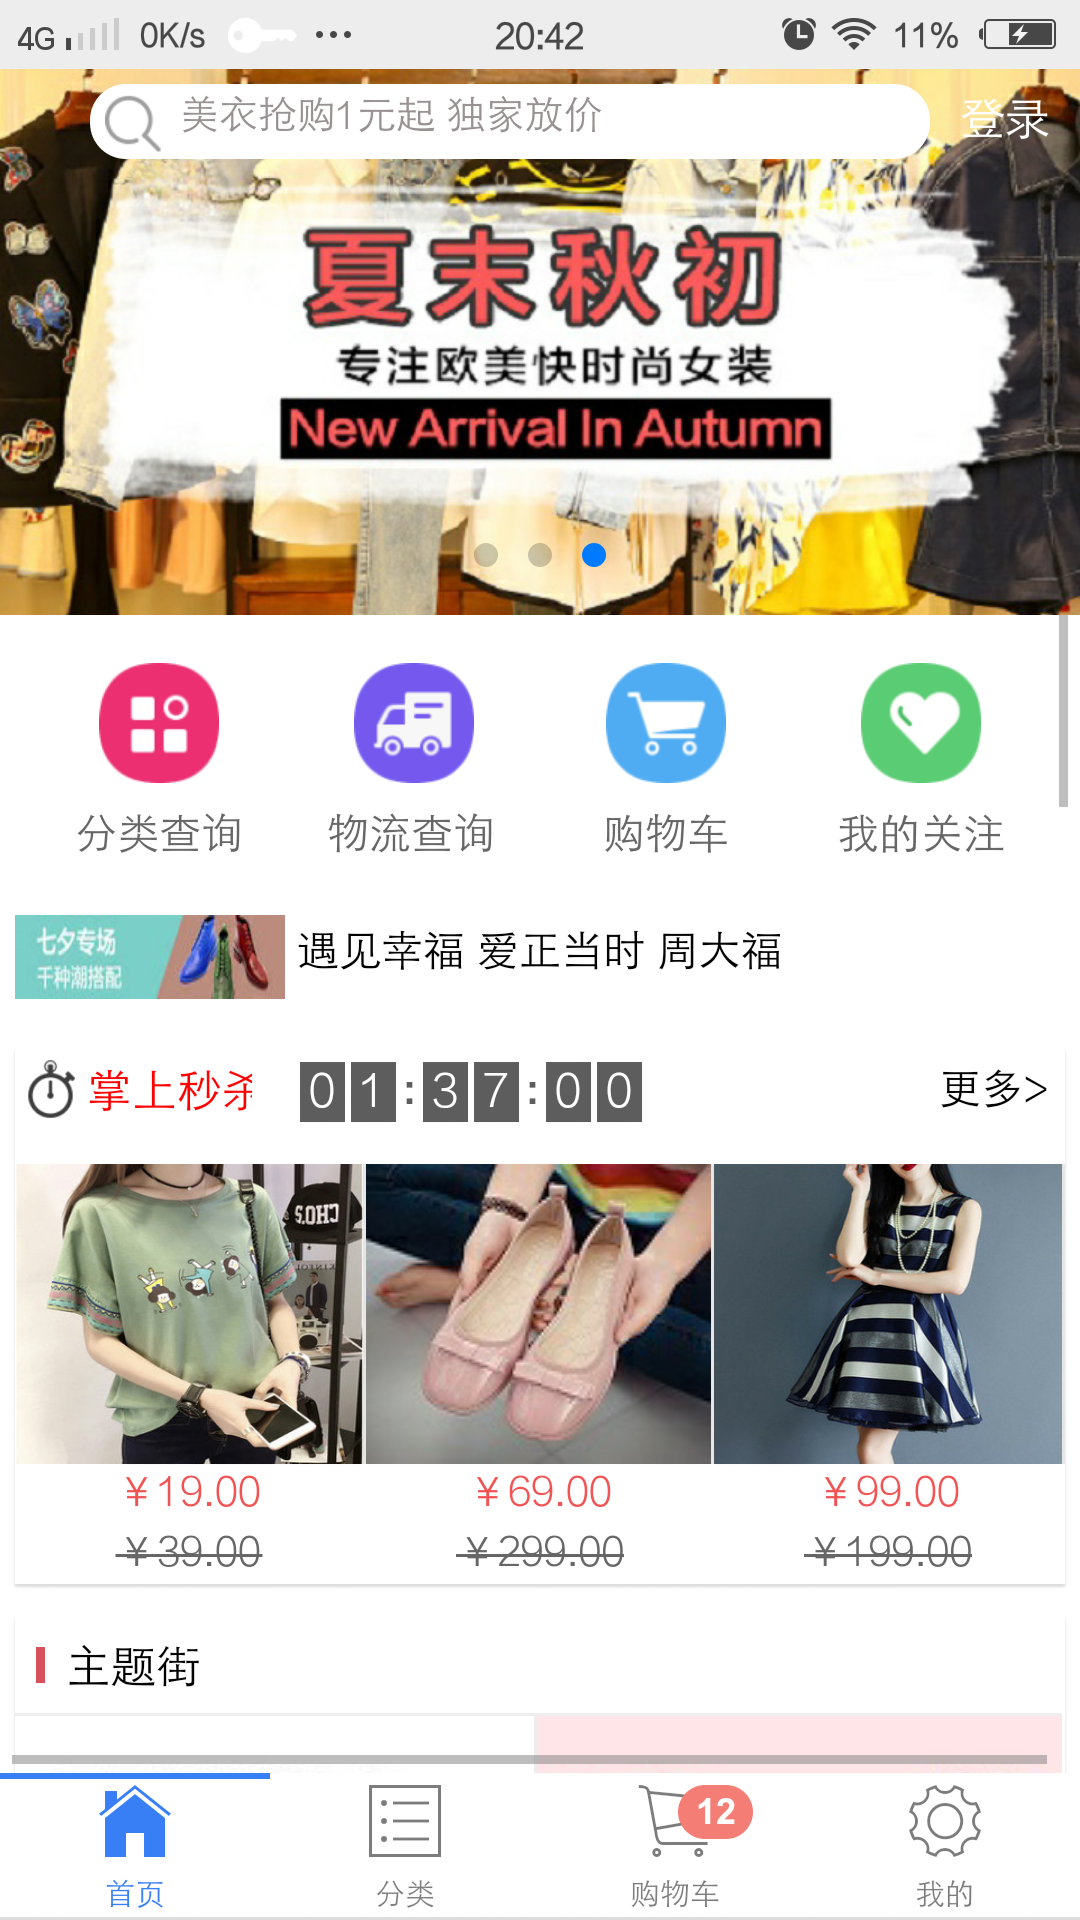 4G 0K/s 20:42 11%
美衣抢购1元起 独家放价 登录
夏末秋初
专注欧美快时尚女装
New Arrival In Autumn
分类查询 物流查询 购物车 我的关注
七夕专场
千种潮搭配
遇见幸福 爱正当时 周大福
掌上秒杀 01:37:00 更多>
CHO.S
￥19.00 ￥69.00 ￥99.00
￥39.00 ￥299.00 ￥199.00
主题街
12
首页 分类 购物车 我的